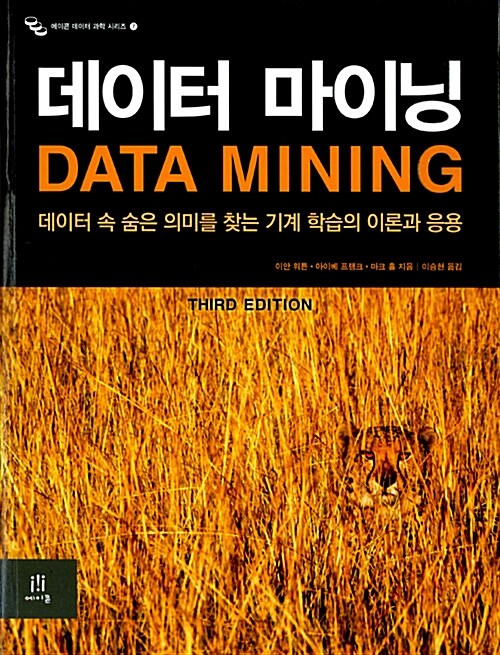 에이콘 데이터 과학 시리즈 7
데이터 마이닝
DATA MINING
데이터 속 숨은 의미를 찾는 기계 학습의 이론과 응용
이안 위튼 · 아이베 프랭크 · 마크 홀 지음 | 이승현 옮김
THIRD EDITION
에이콘